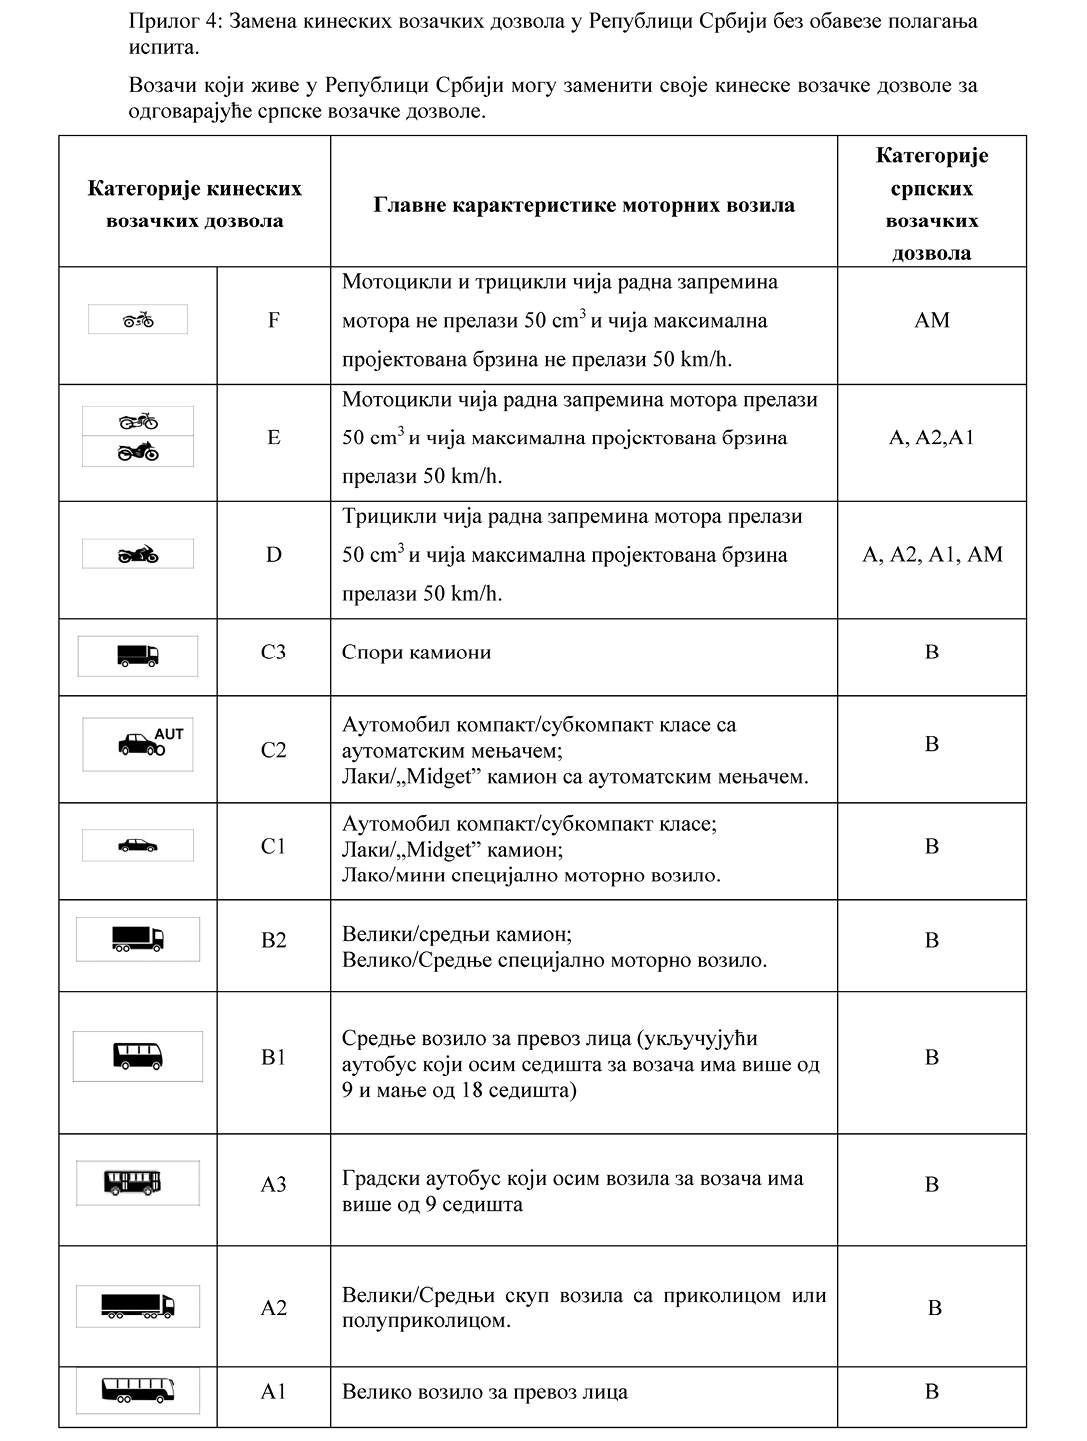 Прилог 4: Замена кинеских возачких дозвола у Републици Србији без обавезе полагања
испита.
Возачи који живе у Републици Србији могу заменити своје кинеске возачке дозволе за
одговарајуће српске возачке дозволе.
Категорије кинеских
возачких дозвола
Главне карактеристике моторних возила
Категорије
српских
возачких
дозвола
F
Мотоцикли и трицикли чија радна запремина
мотора не прелази 50 cm³ и чија максимална
пројектована брзина не прелази 50 km/h.
AM
E
Мотоцикли чија радна запремина мотора прелази
50 cm³ и чија максимална пројектована брзина
прелази 50 km/h.
A, A2,A1
D
Трицикли чија радна запремина мотора прелази
50 cm³ и чија максимална пројектована брзина
прелази 50 km/h.
A, A2, A1, AM
C3
Спори камиони
B
AUT
O
C2
Аутомобил компакт/субкомпакт класе са
аутоматским мењачем;
Лаки/„Midget” камион са аутоматским мењачем.
B
C1
Аутомобил компакт/субкомпакт класе;
Лаки/„Midget” камион;
Лако/мини специјално моторно возило.
B
B2
Велики/средњи камион;
Велико/Средње специјално моторно возило.
B
B1
Средње возило за превоз лица (укључујући
аутобус који осим седишта за возача има више од
9 и мање од 18 седишта)
B
A3
Градски аутобус који осим возила за возача има
више од 9 седишта
B
A2
Велики/Средњи скуп возила са приколицом или
полуприколицом.
B
A1
Велико возило за превоз лица
B